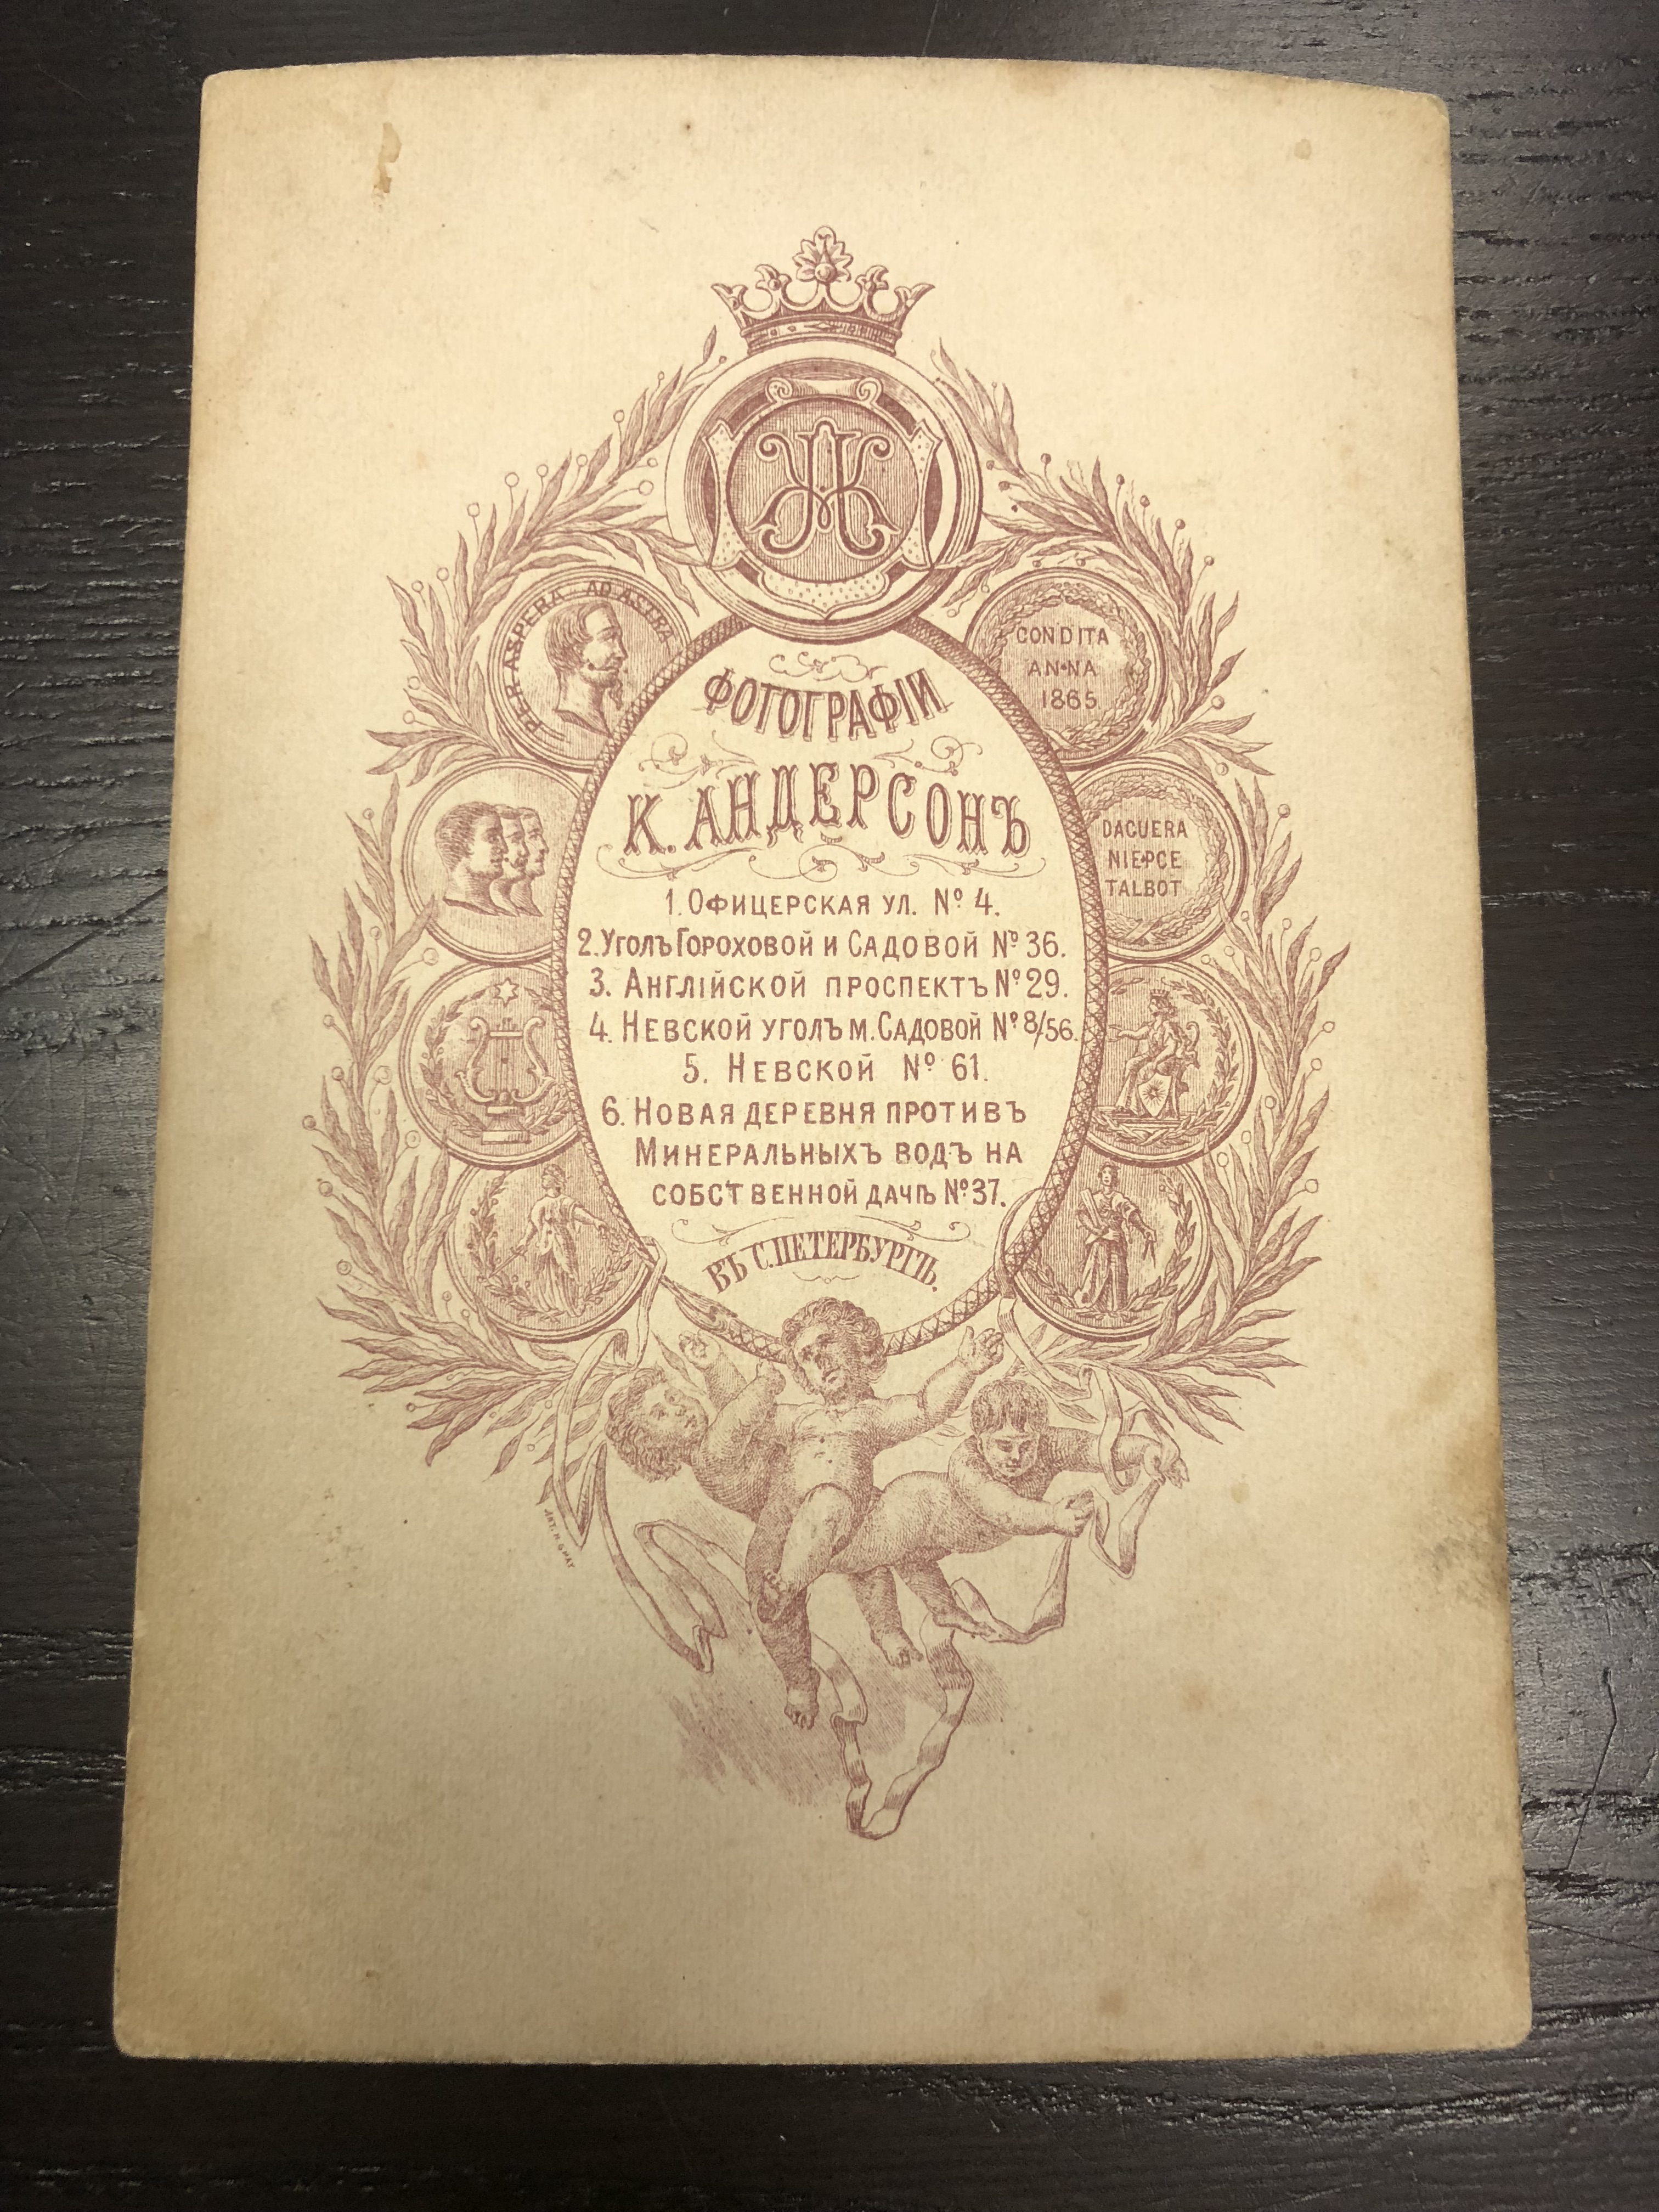 PER · ASPERA AD ASTRA
CONDITA
AN·NA
1865
ФОТОГРАФІИ
К. АНДЕРСОНЪ
DAGUERA
NIEPCE
TALBOT
1. ОФИЦЕРСКАЯ УЛ. № 4.
2. УГОЛЪ ГОРОХОВОЙ И САДОВОЙ № 36.
3. АНГЛІЙСКОЙ ПРОСПЕКТЪ № 29.
4. НЕВСКОЙ УГОЛЪ М. САДОВОЙ № 8/56.
5. НЕВСКОЙ № 61.
6. НОВАЯ ДЕРЕВНЯ ПРОТИВЪ
МИНЕРАЛЬНЫХЪ ВОДЪ НА
СОБСТВЕННОЙ ДАЧѢ № 37.
ВЪ С. ПЕТЕРБУРГѢ.